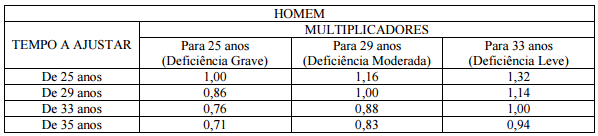 HOMEM
TEMPO A AJUSTAR
MULTIPLICADORES
Para 25 anos (Deficiência Grave)
Para 29 anos (Deficiência Moderada)
Para 33 anos (Deficiência Leve)
De 25 anos 1,00 1,16 1,32
De 29 anos 0,86 1,00 1,14
De 33 anos 0,76 0,88 1,00
De 35 anos 0,71 0,83 0,94